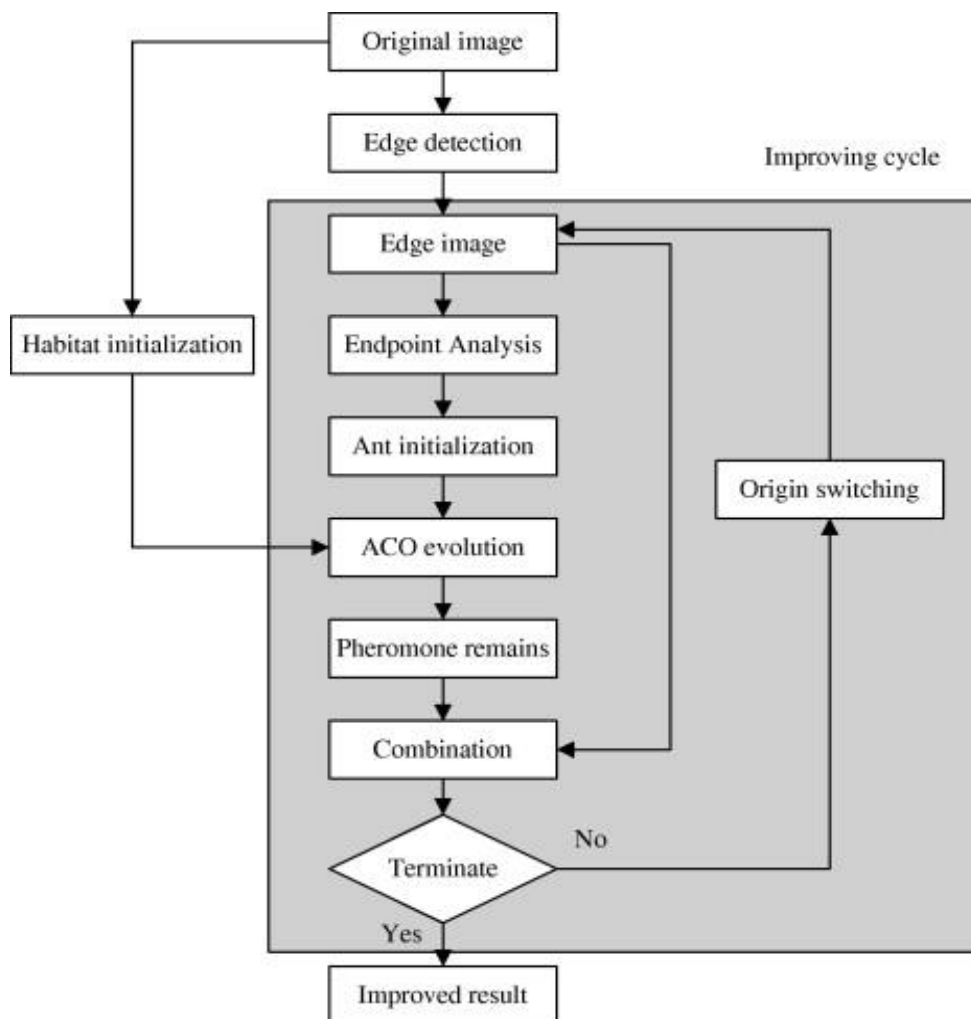 Original image
Edge detection
Improving cycle
Edge image
Habitat initialization
Endpoint Analysis
Ant initialization
Origin switching
ACO evolution
Pheromone remains
Combination
No
Terminate
Yes
Improved result